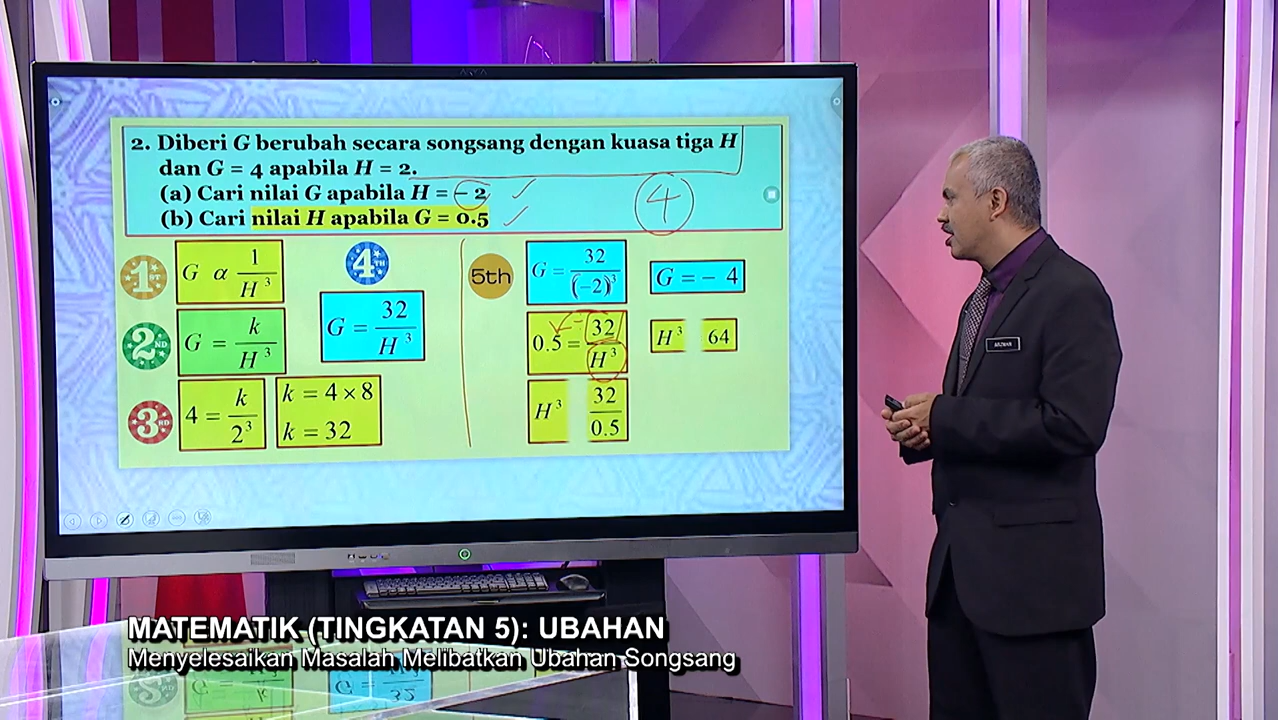 2. Diberi G berubah secara songsang dengan kuasa tiga H
dan G = 4 apabila H = 2.
(a) Cari nilai G apabila H = – 2
(b) Cari nilai H apabila G = 0.5
4
1ST
G α 1/H³
4TH
G = 32/H³
2ND
G = k/H³
3RD
4 = k/2³
k = 4 × 8
k = 32
5th
G = 32/(−2)³
G = − 4
0.5 = 32/H³
H³ 64
H³ 32/0.5
ARZMAN
MATEMATIK (TINGKATAN 5): UBAHAN
Menyelesaikan Masalah Melibatkan Ubahan Songsang